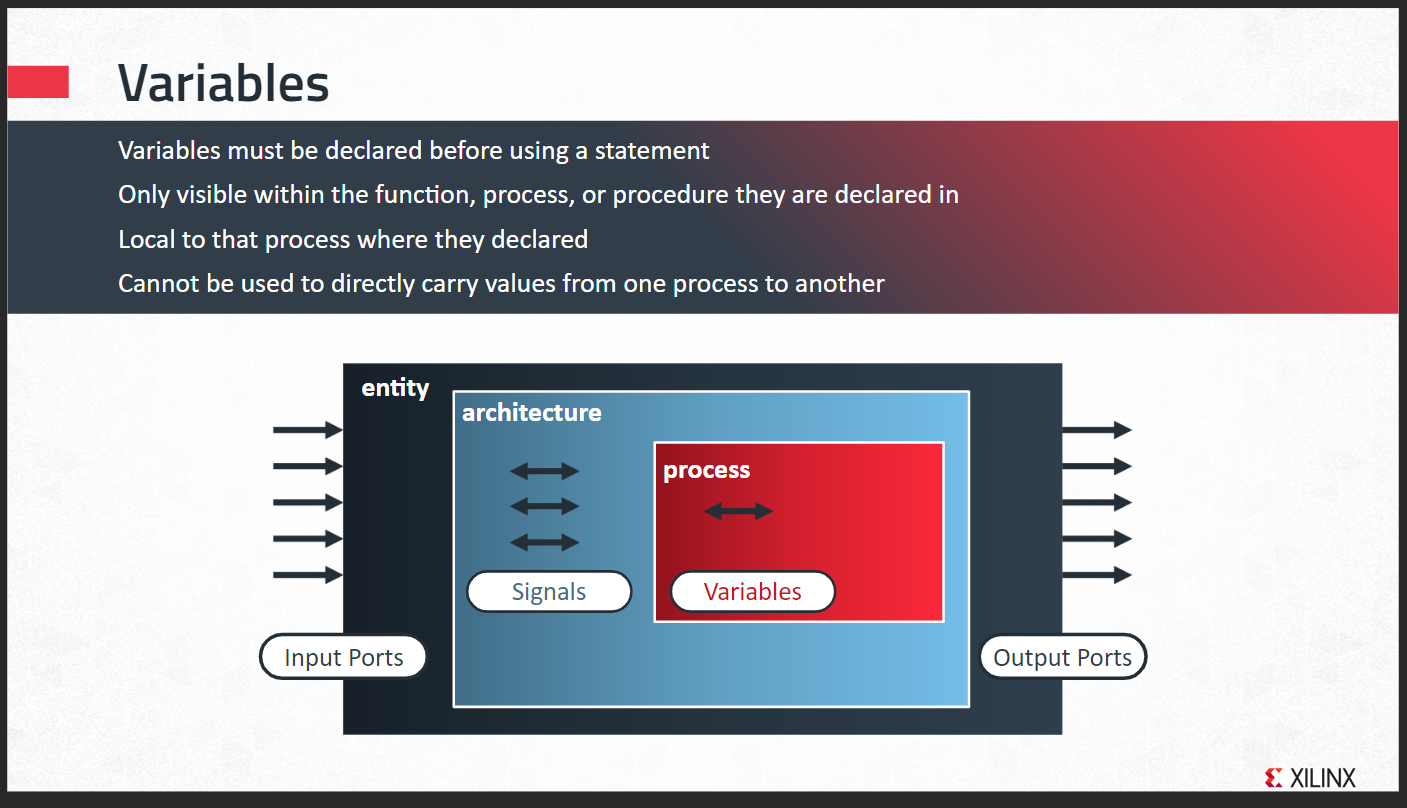 Variables
Variables must be declared before using a statement
Only visible within the function, process, or procedure they are declared in
Local to that process where they declared
Cannot be used to directly carry values from one process to another
entity
architecture
process
Signals
Variables
Input Ports
Output Ports
XILINX